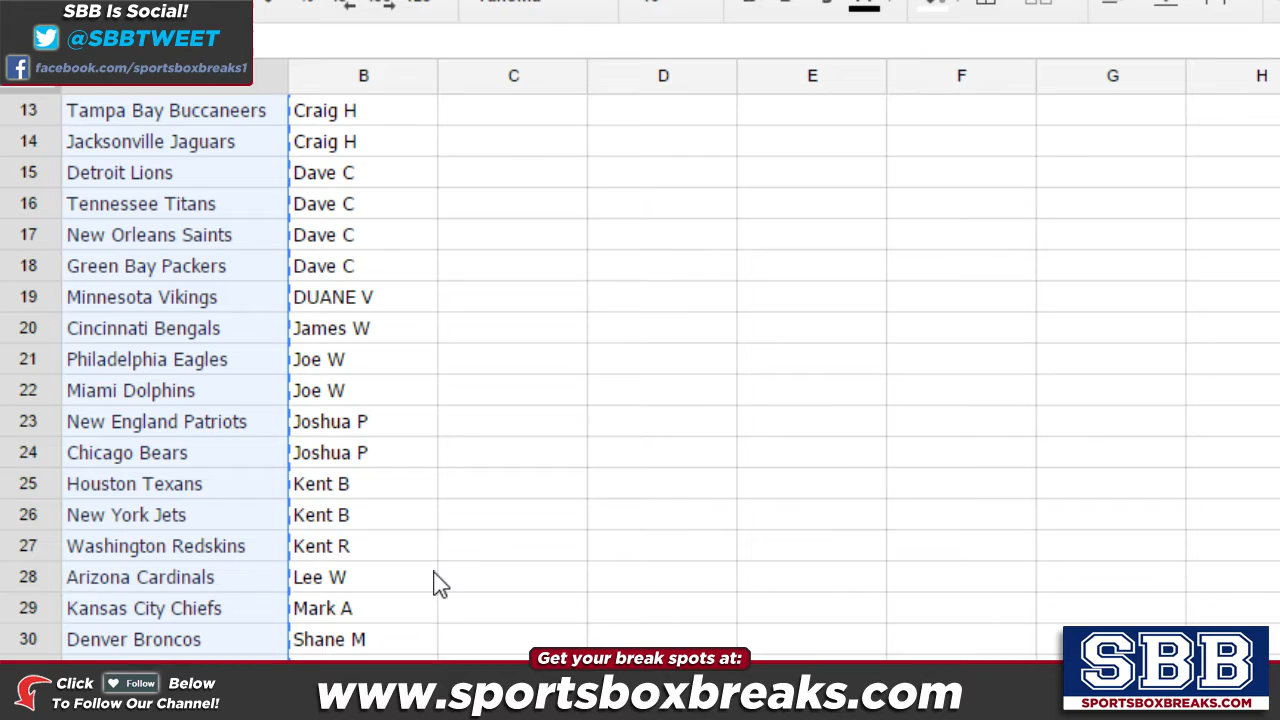 SBB Is Social!
@SBBTWEET
facebook.com/sportsboxbreaks1
B C D E F G H
13 Tampa Bay Buccaneers Craig H
14 Jacksonville Jaguars Craig H
15 Detroit Lions Dave C
16 Tennessee Titans Dave C
17 New Orleans Saints Dave C
18 Green Bay Packers Dave C
19 Minnesota Vikings DUANE V
20 Cincinnati Bengals James W
21 Philadelphia Eagles Joe W
22 Miami Dolphins Joe W
23 New England Patriots Joshua P
24 Chicago Bears Joshua P
25 Houston Texans Kent B
26 New York Jets Kent B
27 Washington Redskins Kent R
28 Arizona Cardinals Lee W
29 Kansas City Chiefs Mark A
30 Denver Broncos Shane M
Get your break spots at:
Click Follow Below
To Follow Our Channel!
www.sportsboxbreaks.com
SBB
SPORTSBOXBREAKS.COM